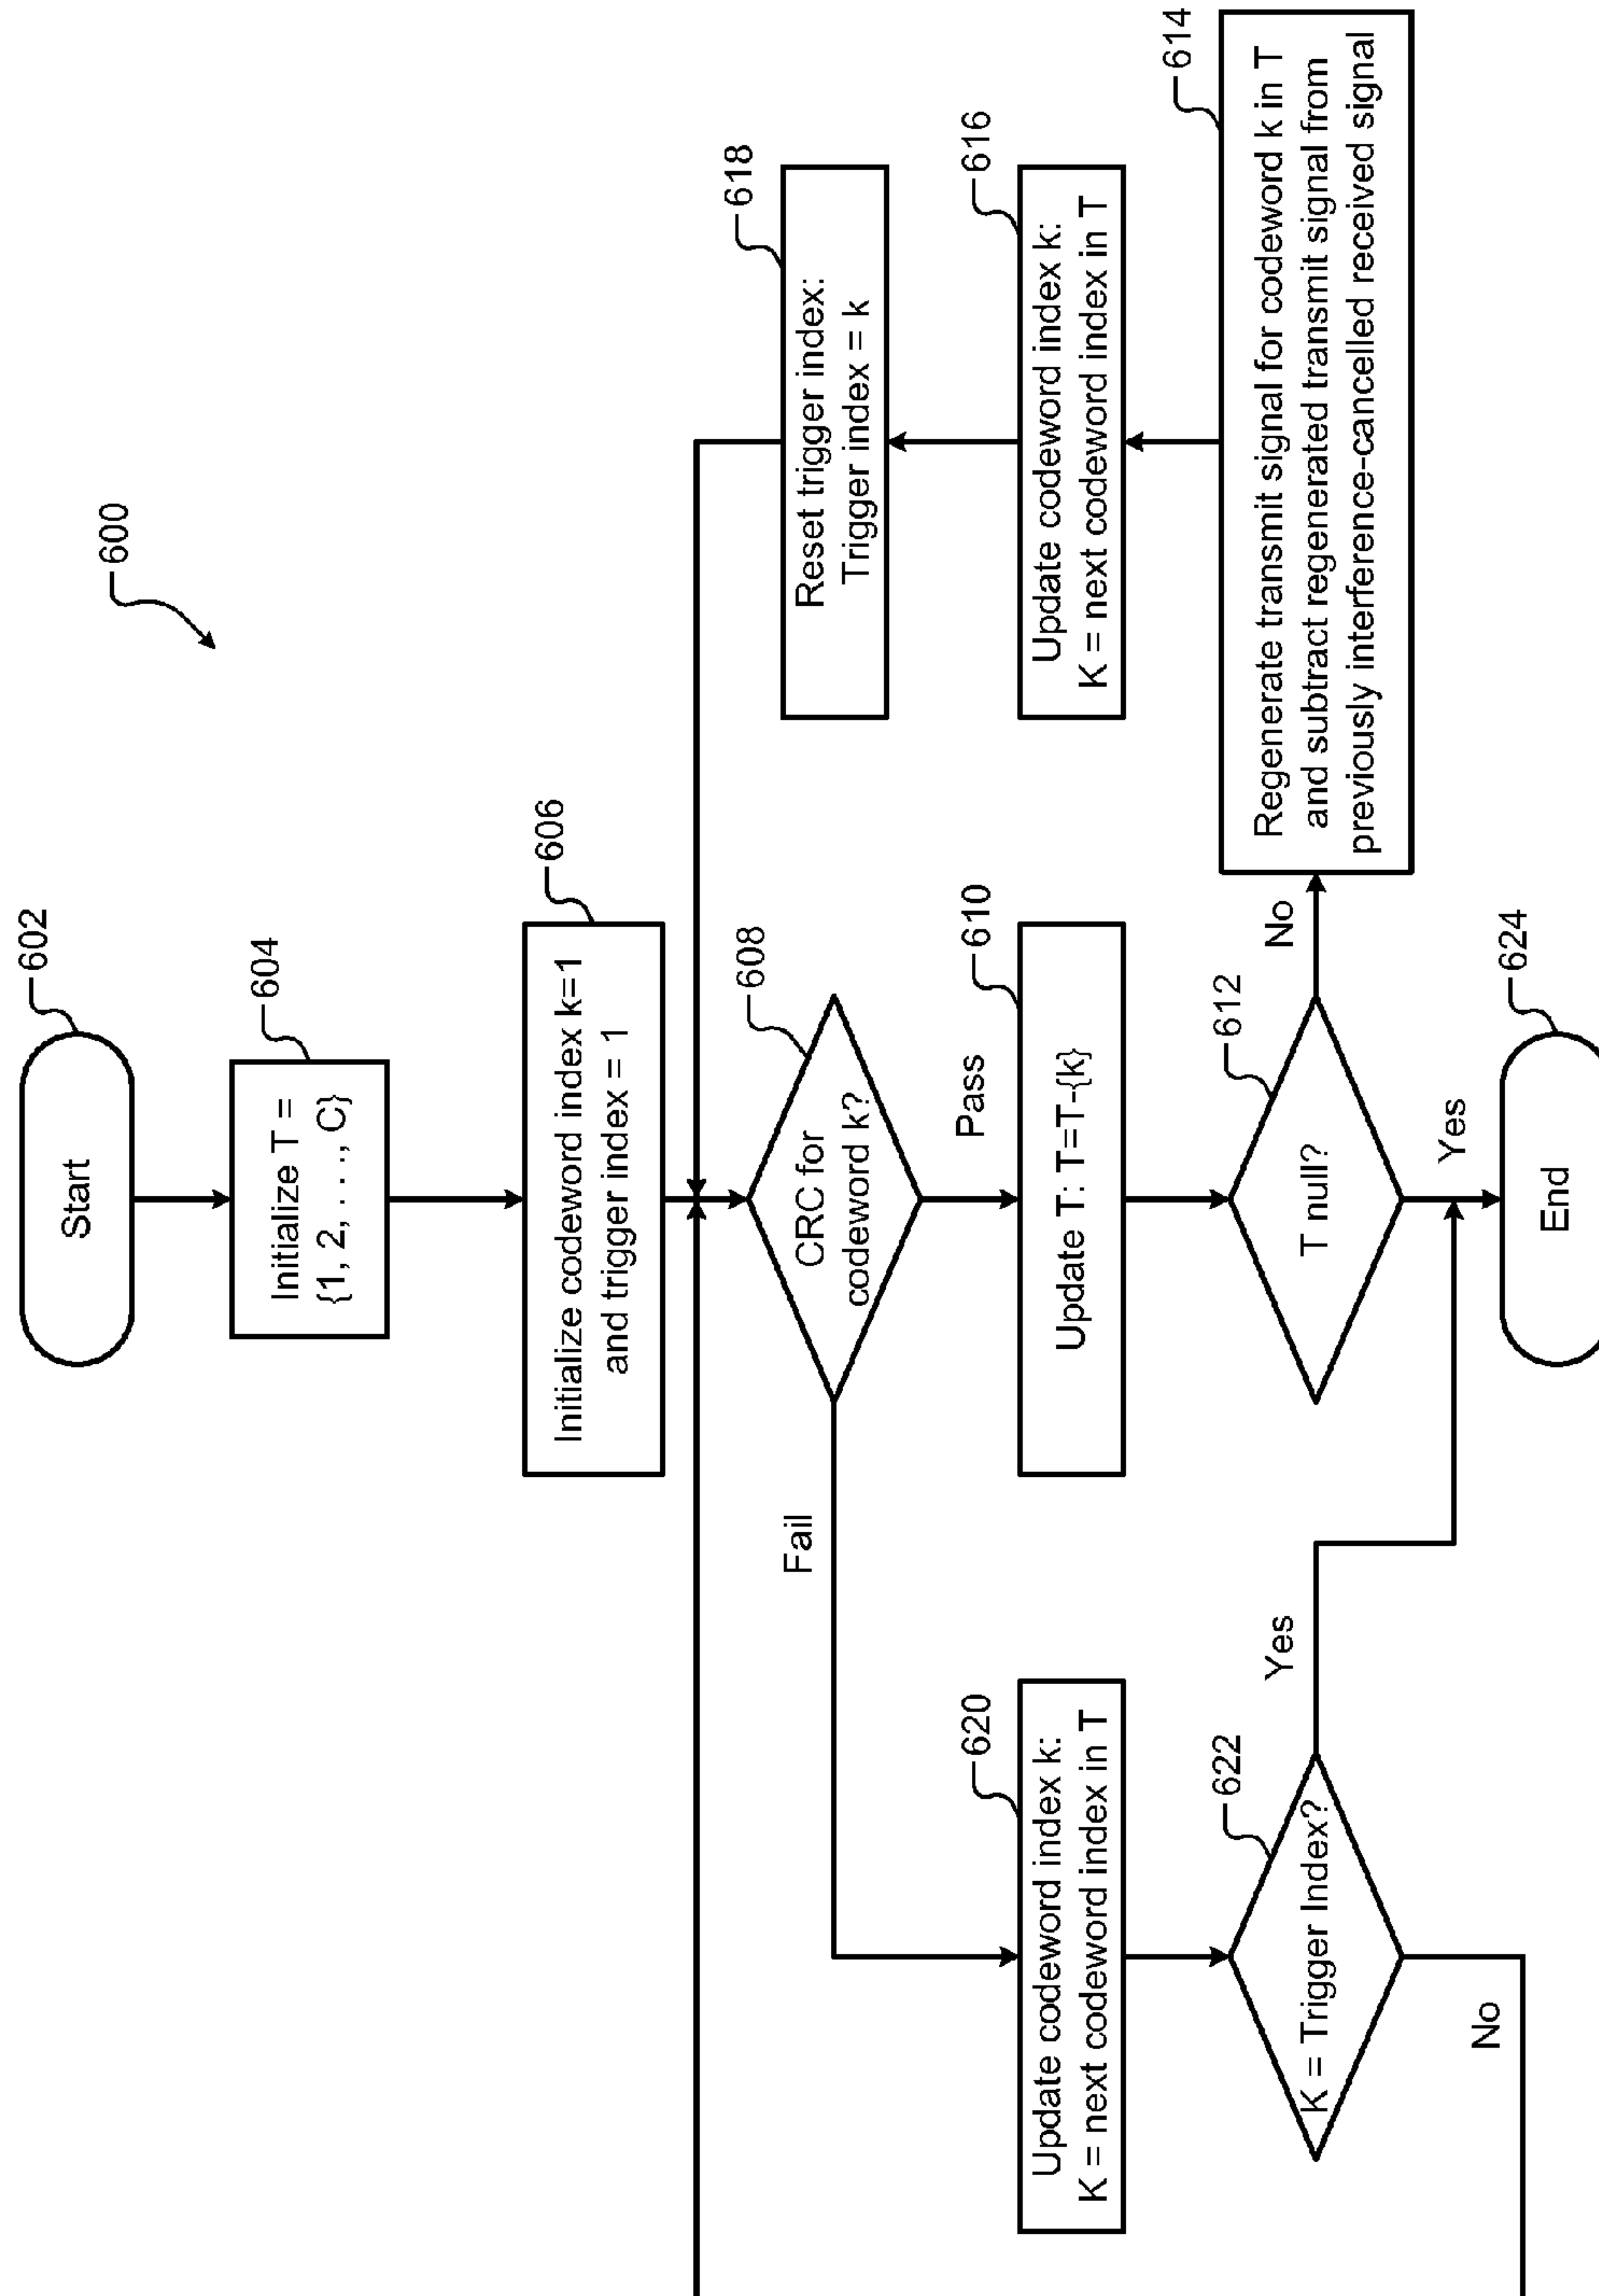 600
602
Start
604
Initialize T =
{1, 2, . . ., C}
606
Initialize codeword index k=1
and trigger index = 1
608
CRC for
codeword k?
Fail
Pass
610
Update T: T=T-{k}
612
T null?
No
Yes
614
Regenerate transmit signal for codeword k in T
and subtract regenerated transmit signal from
previously interference-cancelled received signal
616
Update codeword index k:
K = next codeword index in T
618
Reset trigger index:
Trigger index = k
620
Update codeword index k:
K = next codeword index in T
622
K = Trigger Index?
Yes
No
624
End